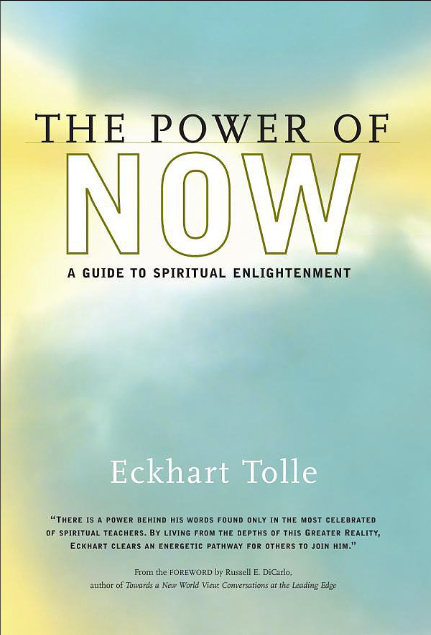 THE POWER OF
NOW
A GUIDE TO SPIRITUAL ENLIGHTENMENT
Eckhart Tolle
"THERE IS A POWER BEHIND HIS WORDS FOUND ONLY IN THE MOST CELEBRATED
OF SPIRITUAL TEACHERS. BY LIVING FROM THE DEPTHS OF THIS GREATER REALITY,
ECKHART CLEARS AN ENERGETIC PATHWAY FOR OTHERS TO JOIN HIM."
From the FOREWORD by Russell E. DiCarlo,
author of Towards a New World View: Conversations at the Leading Edge